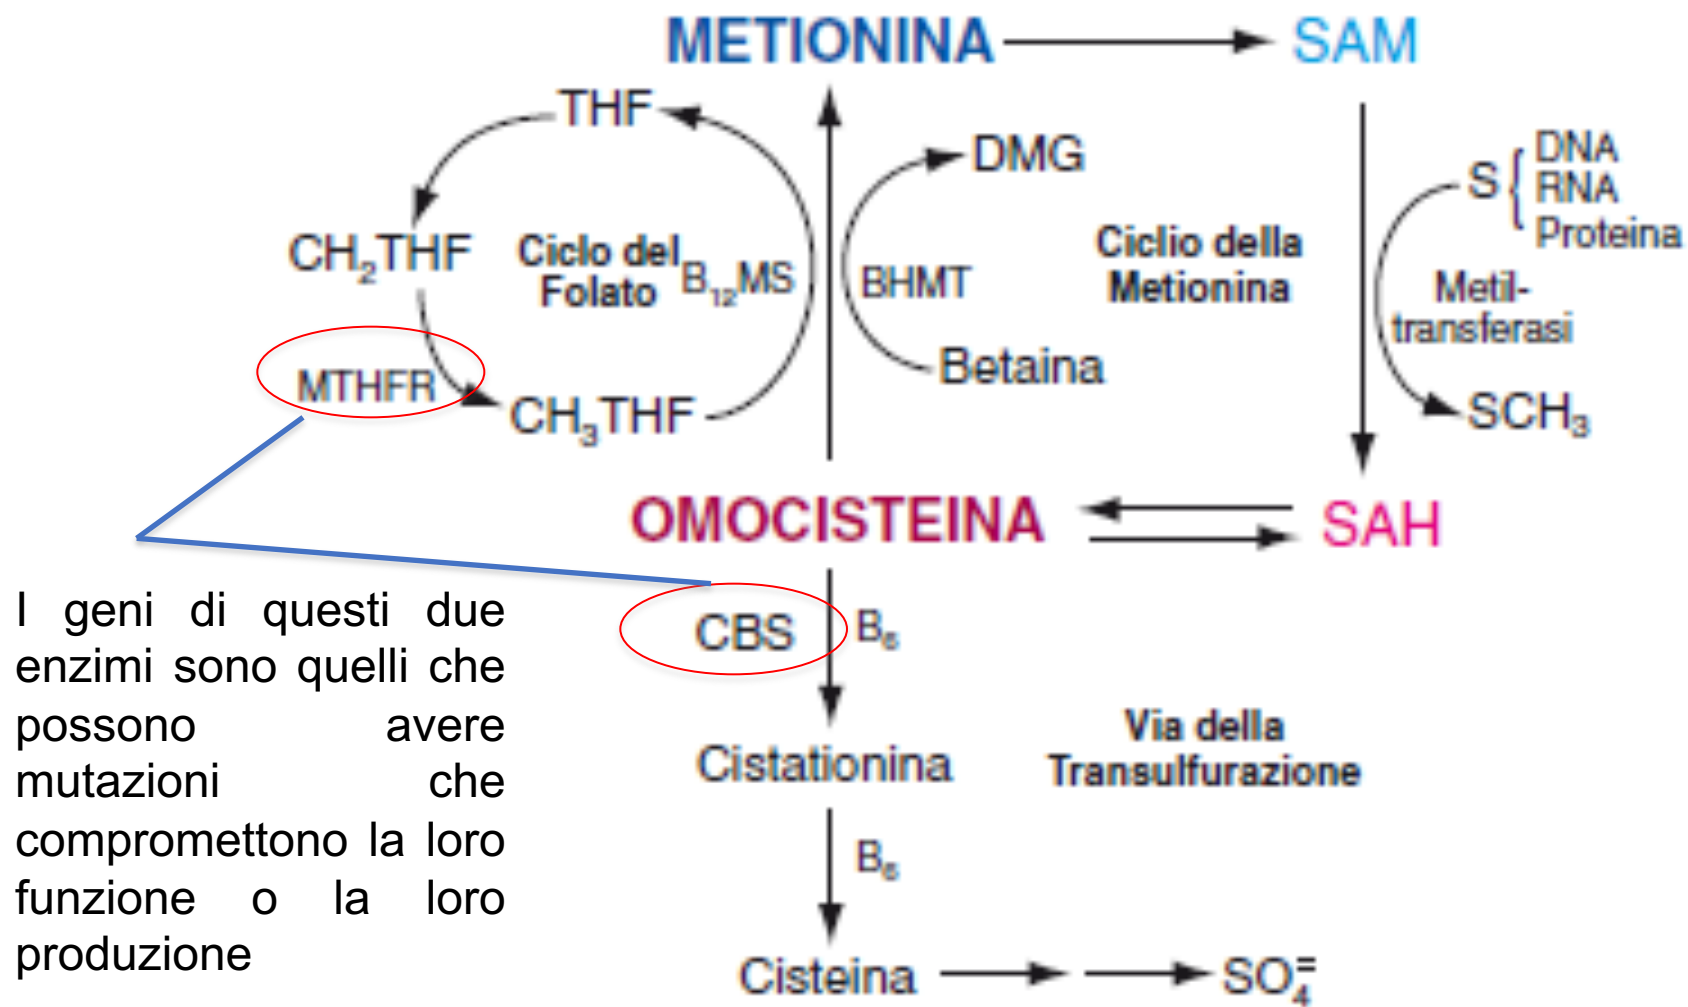 METIONINA SAM
THF
DMG
DNA
S { RNA
Proteina
CH₂THF
Ciclo del
Folato
B₁₂MS
BHMT
Ciclio della
Metionina
Metil-
transferasi
MTHFR
CH₃THF
Betaina
SCH₃
OMOCISTEINA SAH
CBS B₆
I geni di questi due
enzimi sono quelli che
possono avere
mutazioni che
compromettono la loro
funzione o la loro
produzione
Cistationina
Via della
Transulfurazione
B₆
Cisteina SO₄⁼